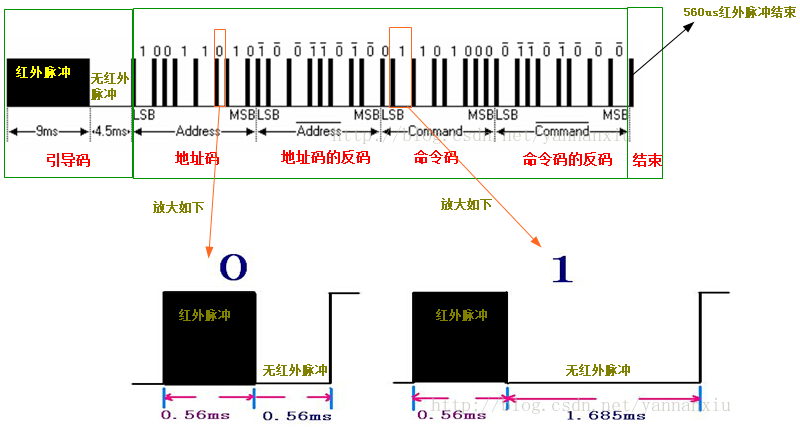 560us红外脉冲结束
1 0 0 1 1 0 1 0 1̅ 0̅ 0̅ 1̅ 1̅ 0̅ 1̅ 0̅ 0 1 1 0 1 0 0 0 0̅ 1̅ 1̅ 0̅ 1̅ 0̅ 0̅ 0̅
红外脉冲
无红外脉冲
LSB MSB LSB MSB LSB MSB LSB MSB
9ms 4.5ms Address Address Command Command
http://blog.csdn.net/yannanxiu
引导码 地址码 地址码的反码 命令码 命令码的反码 结束
放大如下 放大如下
0 1
红外脉冲 红外脉冲
无红外脉冲 无红外脉冲
0.56ms 0.56ms 0.56ms 1.685ms
http://blog.csdn.net/yannanxiu